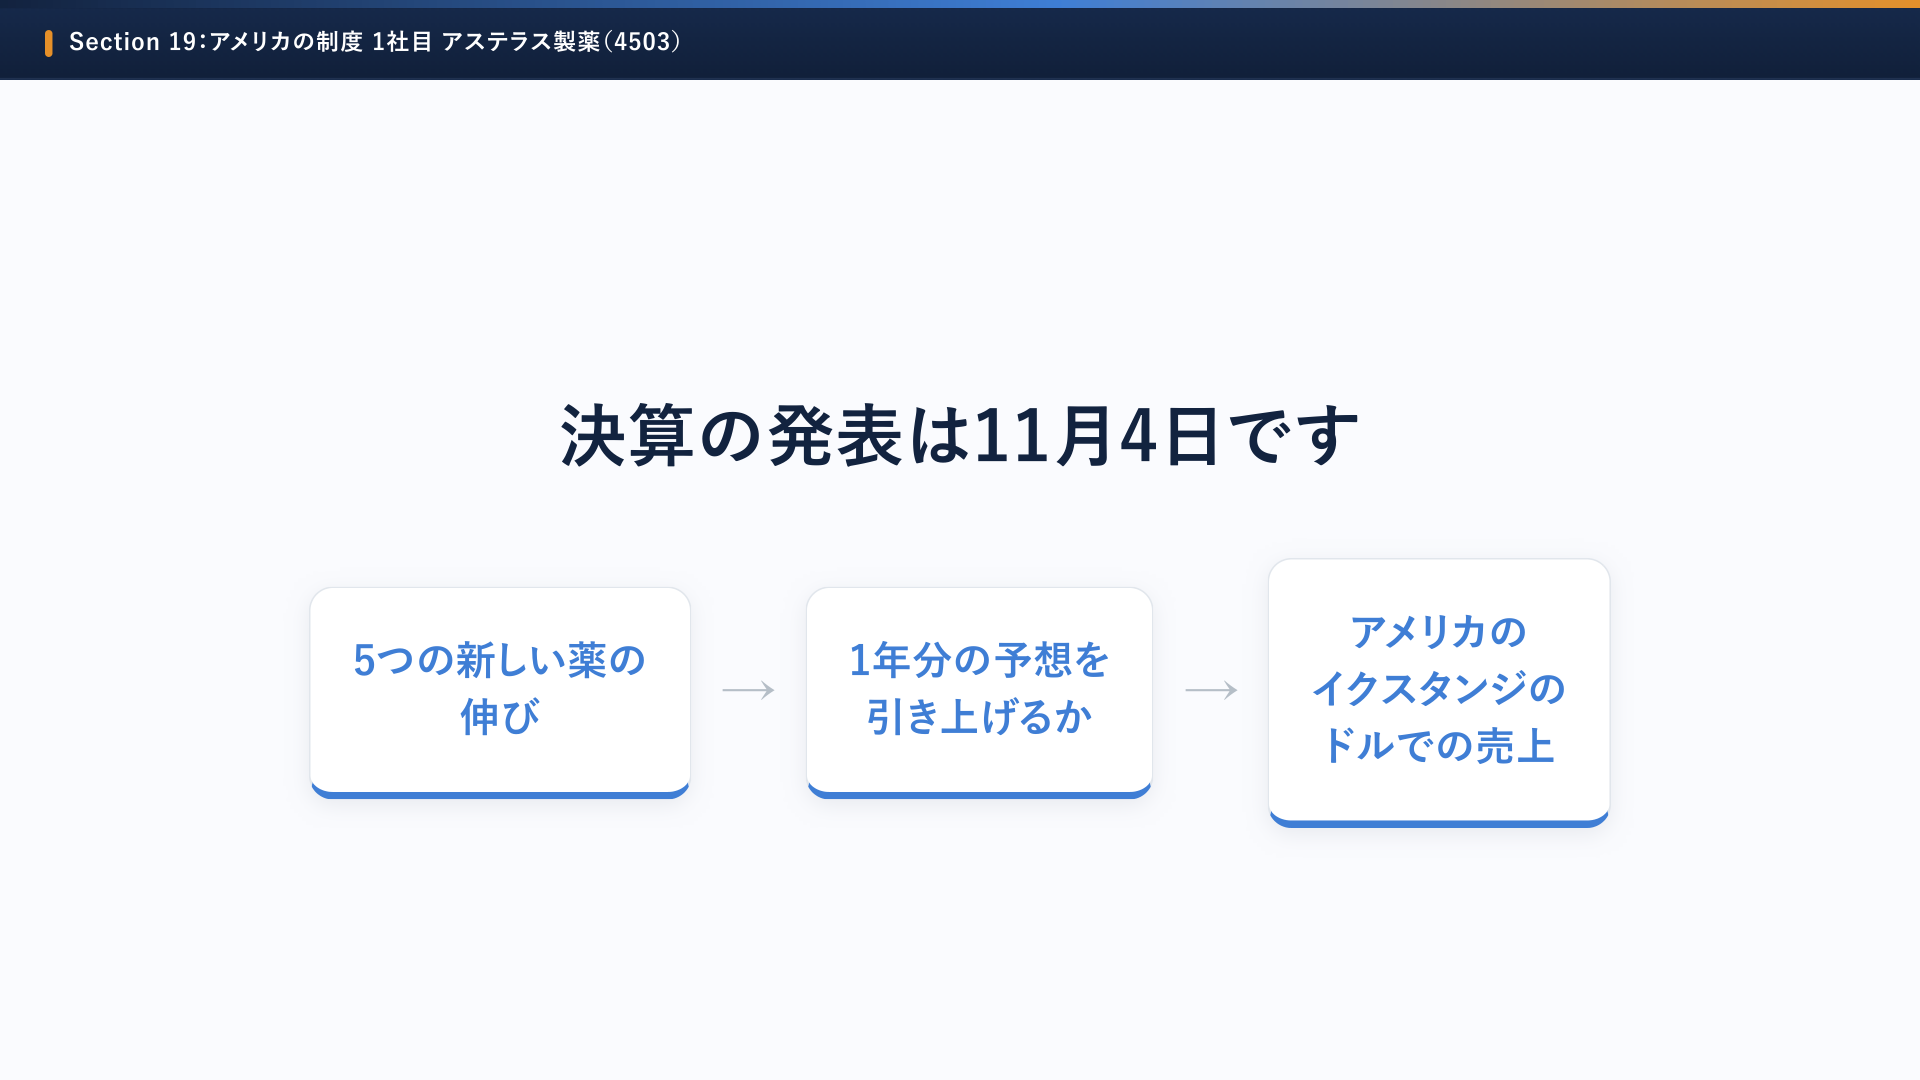 Section 19：アメリカの制度 1社目 アステラス製薬（4503）
決算の発表は11月4日です
5つの新しい薬の
伸び
→
1年分の予想を
引き上げるか
→
アメリカの
イクスタンジの
ドルでの売上